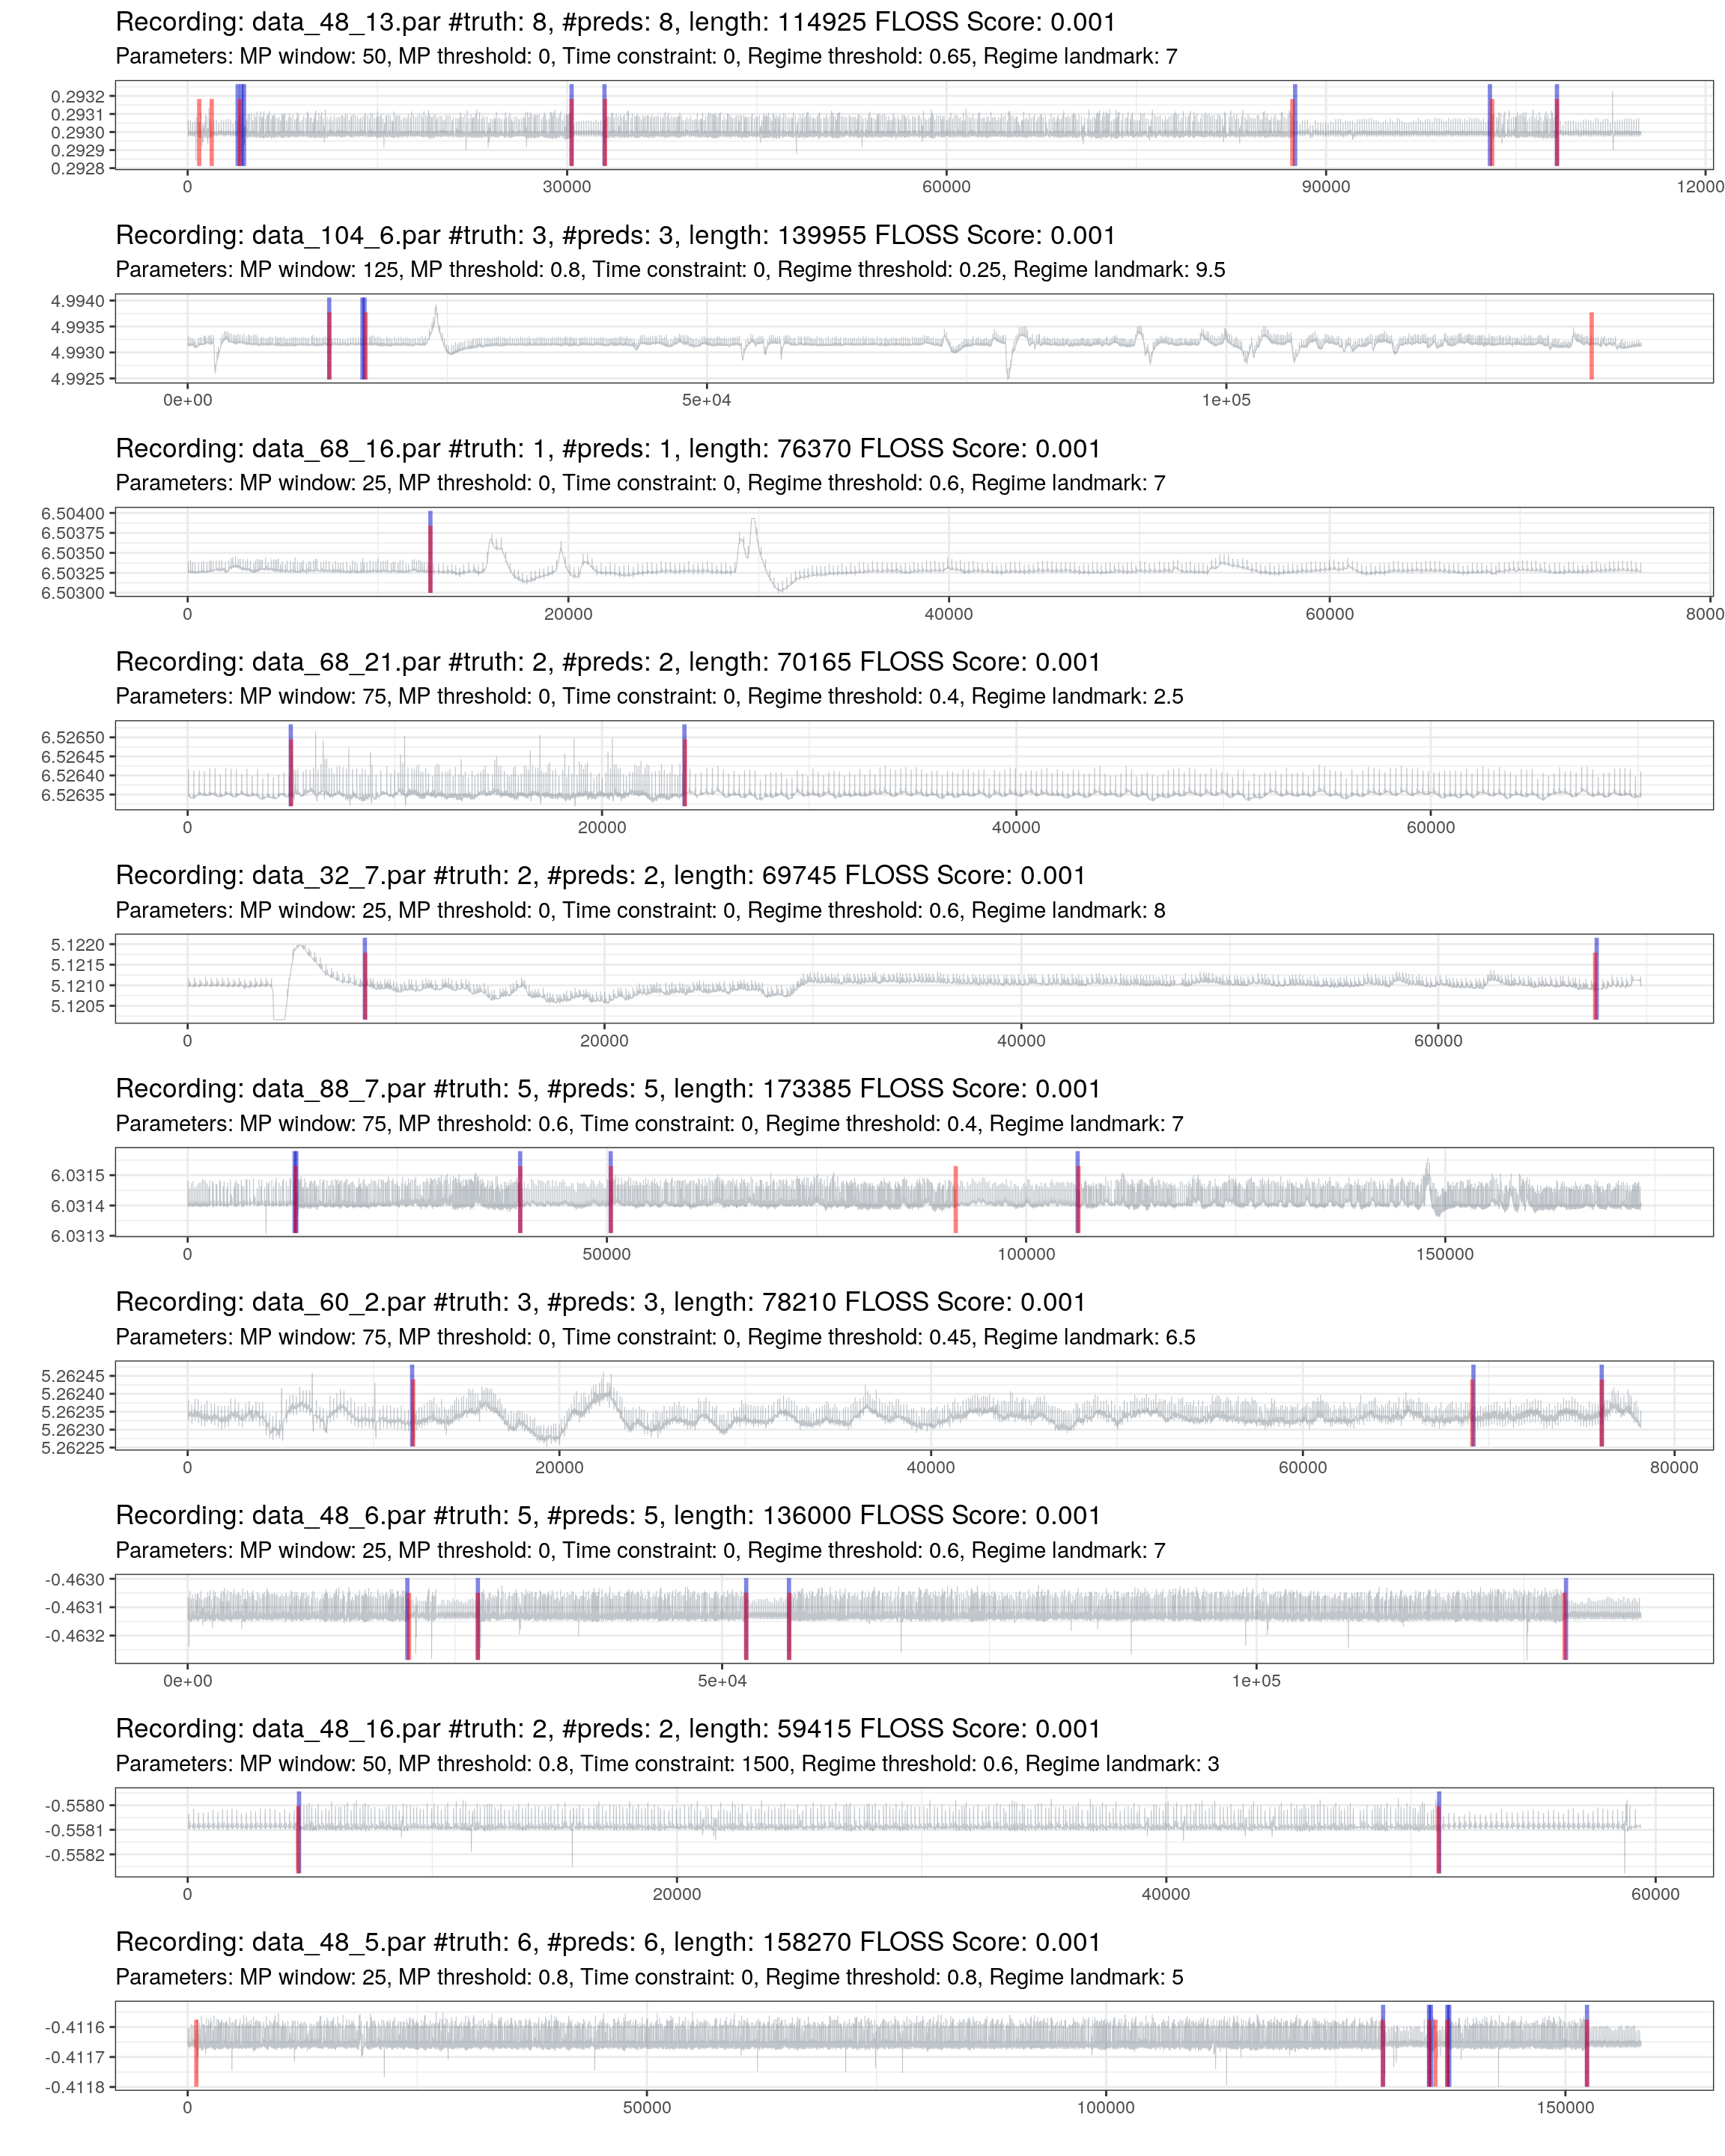 Recording: data_48_13.par #truth: 8, #preds: 8, length: 114925 FLOSS Score: 0.001
Parameters: MP window: 50, MP threshold: 0, Time constraint: 0, Regime threshold: 0.65, Regime landmark: 7
0.2932
0.2931
0.2930
0.2929
0.2928
0 30000 60000 90000 12000
Recording: data_104_6.par #truth: 3, #preds: 3, length: 139955 FLOSS Score: 0.001
Parameters: MP window: 125, MP threshold: 0.8, Time constraint: 0, Regime threshold: 0.25, Regime landmark: 9.5
4.9940
4.9935
4.9930
4.9925
0e+00 5e+04 1e+05
Recording: data_68_16.par #truth: 1, #preds: 1, length: 76370 FLOSS Score: 0.001
Parameters: MP window: 25, MP threshold: 0, Time constraint: 0, Regime threshold: 0.6, Regime landmark: 7
6.50400
6.50375
6.50350
6.50325
6.50300
0 20000 40000 60000 8000
Recording: data_68_21.par #truth: 2, #preds: 2, length: 70165 FLOSS Score: 0.001
Parameters: MP window: 75, MP threshold: 0, Time constraint: 0, Regime threshold: 0.4, Regime landmark: 2.5
6.52650
6.52645
6.52640
6.52635
0 20000 40000 60000
Recording: data_32_7.par #truth: 2, #preds: 2, length: 69745 FLOSS Score: 0.001
Parameters: MP window: 25, MP threshold: 0, Time constraint: 0, Regime threshold: 0.6, Regime landmark: 8
5.1220
5.1215
5.1210
5.1205
0 20000 40000 60000
Recording: data_88_7.par #truth: 5, #preds: 5, length: 173385 FLOSS Score: 0.001
Parameters: MP window: 75, MP threshold: 0.6, Time constraint: 0, Regime threshold: 0.4, Regime landmark: 7
6.0315
6.0314
6.0313
0 50000 100000 150000
Recording: data_60_2.par #truth: 3, #preds: 3, length: 78210 FLOSS Score: 0.001
Parameters: MP window: 75, MP threshold: 0, Time constraint: 0, Regime threshold: 0.45, Regime landmark: 6.5
5.26245
5.26240
5.26235
5.26230
5.26225
0 20000 40000 60000 80000
Recording: data_48_6.par #truth: 5, #preds: 5, length: 136000 FLOSS Score: 0.001
Parameters: MP window: 25, MP threshold: 0, Time constraint: 0, Regime threshold: 0.6, Regime landmark: 7
-0.4630
-0.4631
-0.4632
0e+00 5e+04 1e+05
Recording: data_48_16.par #truth: 2, #preds: 2, length: 59415 FLOSS Score: 0.001
Parameters: MP window: 50, MP threshold: 0.8, Time constraint: 1500, Regime threshold: 0.6, Regime landmark: 3
-0.5580
-0.5581
-0.5582
0 20000 40000 60000
Recording: data_48_5.par #truth: 6, #preds: 6, length: 158270 FLOSS Score: 0.001
Parameters: MP window: 25, MP threshold: 0.8, Time constraint: 0, Regime threshold: 0.8, Regime landmark: 5
-0.4116
-0.4117
-0.4118
0 50000 100000 150000